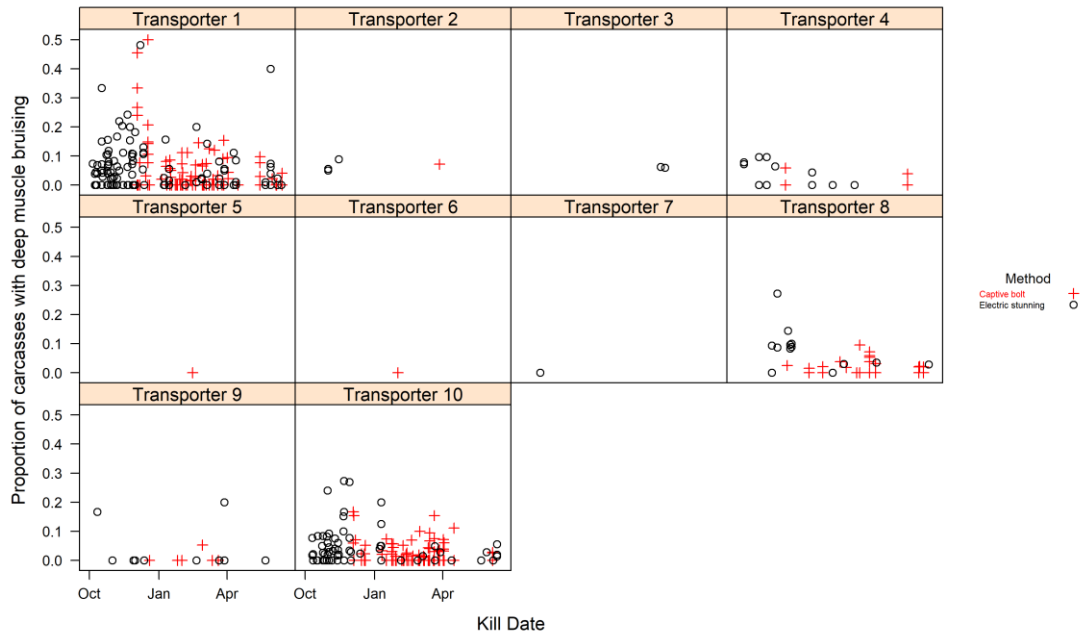 Transporter 1
Transporter 2
Transporter 3
Transporter 4
0.5
0.4
0.3
0.2
0.1
0.0
Transporter 5
Transporter 6
Transporter 7
Transporter 8
0.5
0.4
0.3
0.2
0.1
0.0
Transporter 9
Transporter 10
0.5
0.4
0.3
0.2
0.1
0.0
Oct
Jan
Apr
Oct
Jan
Apr
Proportion of carcasses with deep muscle bruising
Kill Date
Method
Captive bolt
Electric stunning